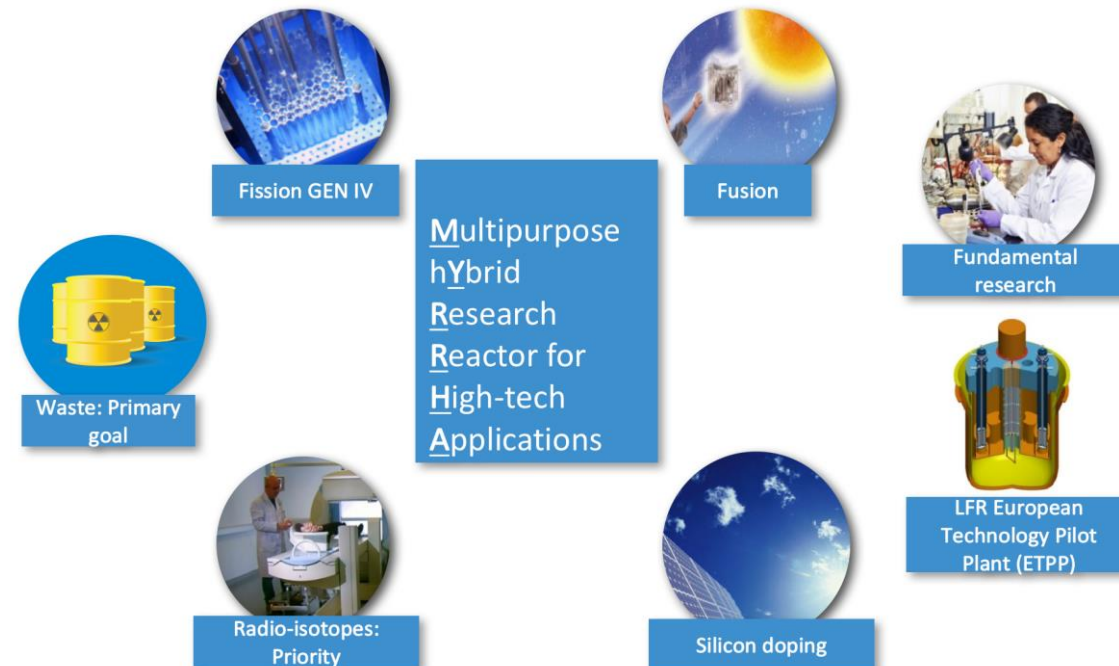 Fission GEN IV
Fusion
Multipurpose
hYbrid
Research
Reactor for
High-tech
Applications
Fundamental
research
Waste: Primary
goal
LFR European
Technology Pilot
Plant (ETPP)
Radio-isotopes:
Priority
Silicon doping